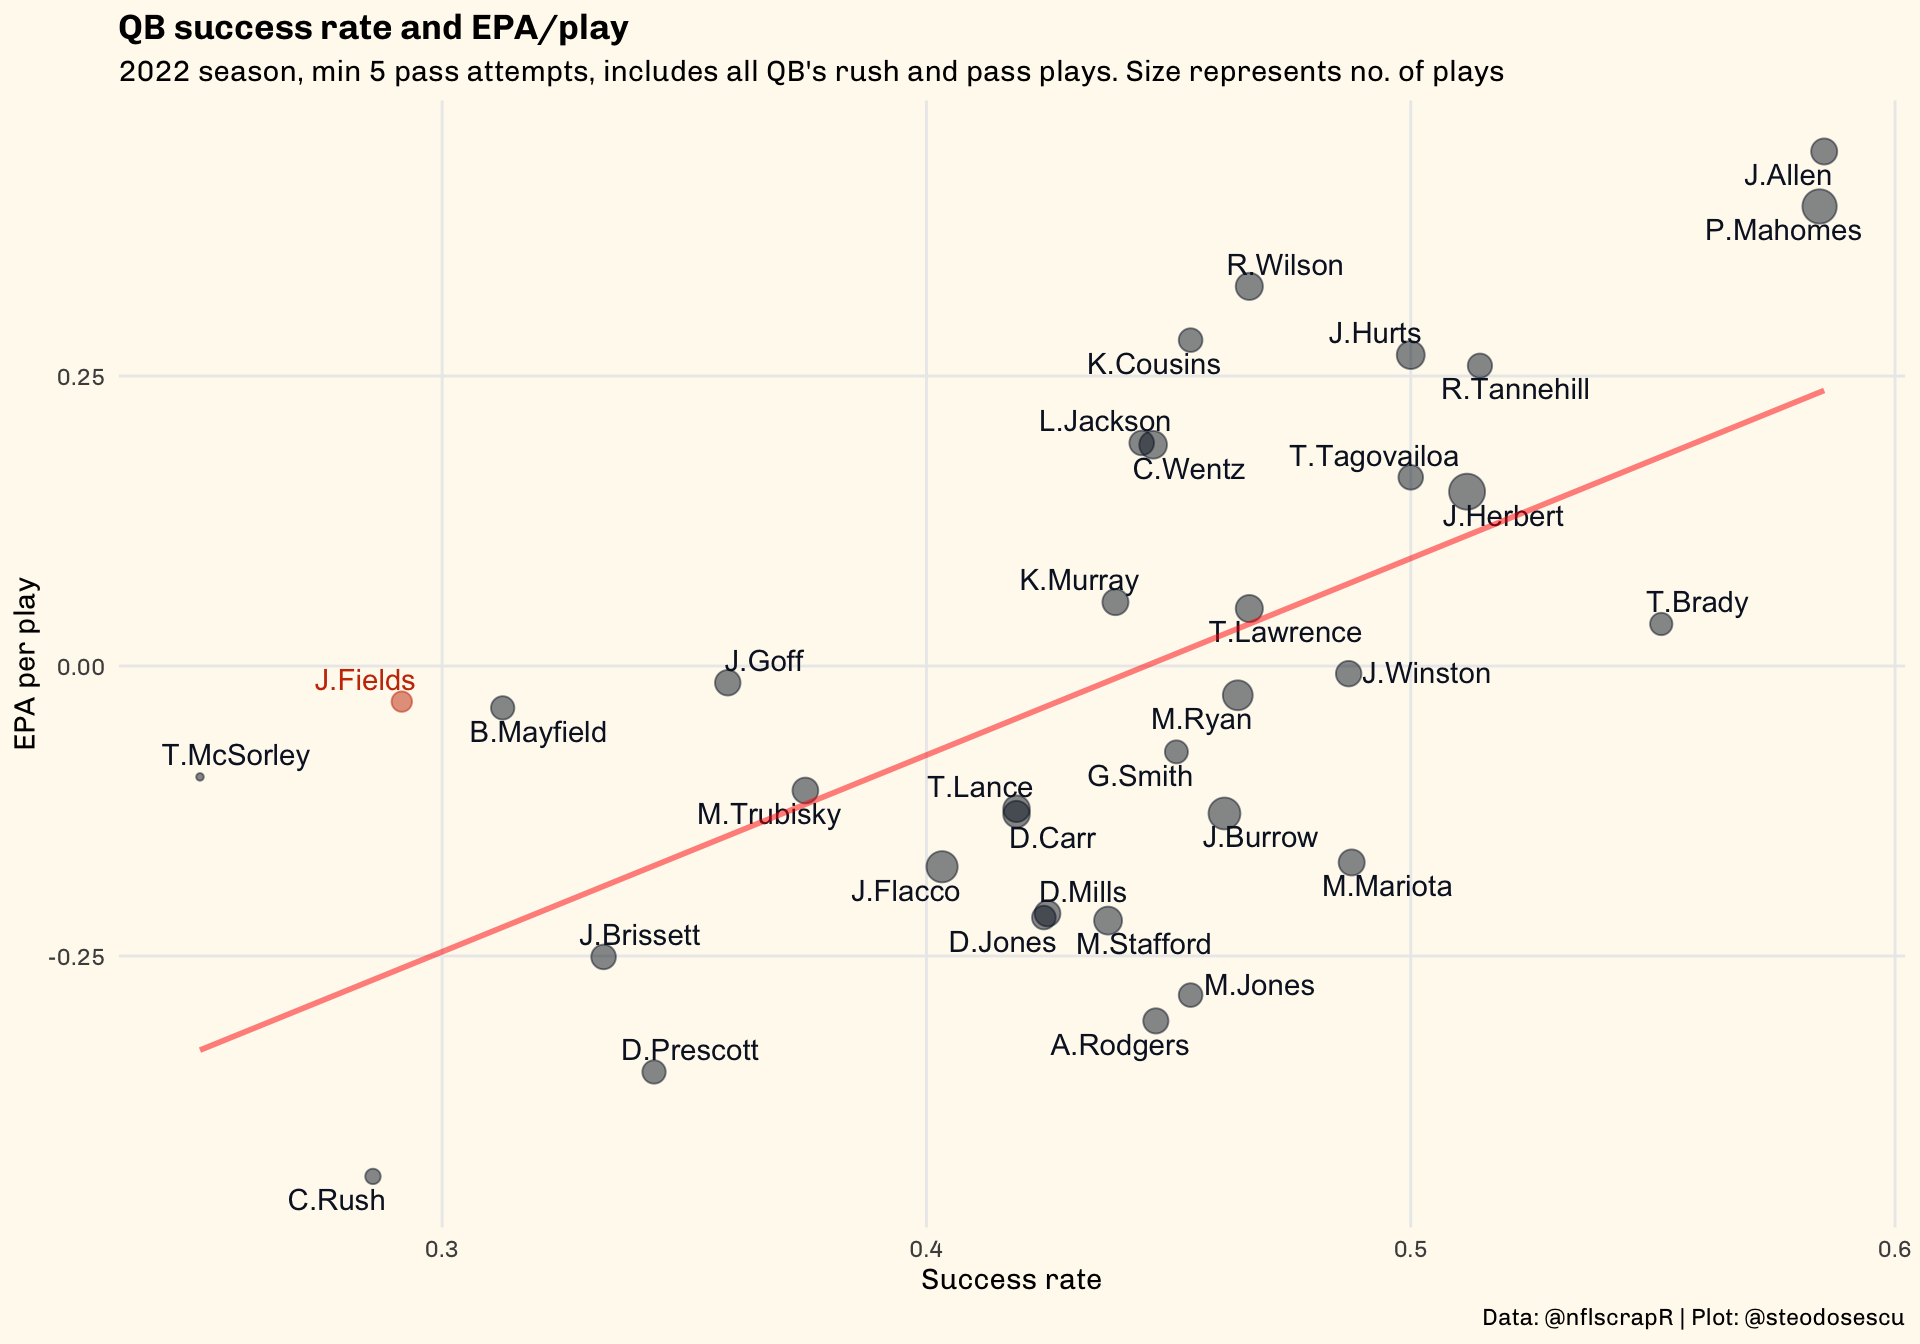 QB success rate and EPA/play
2022 season, min 5 pass attempts, includes all QB's rush and pass plays. Size represents no. of plays
J.Allen
P.Mahomes
R.Wilson
J.Hurts
K.Cousins
0.25
R.Tannehill
L.Jackson
T.Tagovailoa
C.Wentz
J.Herbert
K.Murray
T.Brady
T.Lawrence
EPA per play
0.00
J.Goff
J.Winston
J.Fields
M.Ryan
B.Mayfield
T.McSorley
G.Smith
T.Lance
M.Trubisky
D.Carr
J.Burrow
M.Mariota
J.Flacco
D.Mills
J.Brissett
D.Jones
M.Stafford
-0.25
M.Jones
A.Rodgers
D.Prescott
C.Rush
0.3
0.4
0.5
0.6
Success rate
Data: @nflscrapR | Plot: @steodosescu